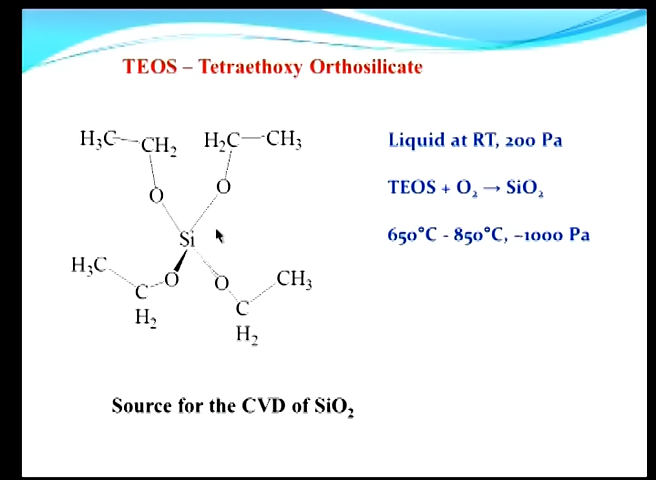 TEOS – Tetraethoxy Orthosilicate
H₃C CH₂ H₂C CH₃
Liquid at RT, 200 Pa
O O
TEOS + O₂ → SiO₂
Si
650°C - 850°C, ~1000 Pa
H₃C O O CH₃
C C
H₂ H₂
Source for the CVD of SiO₂